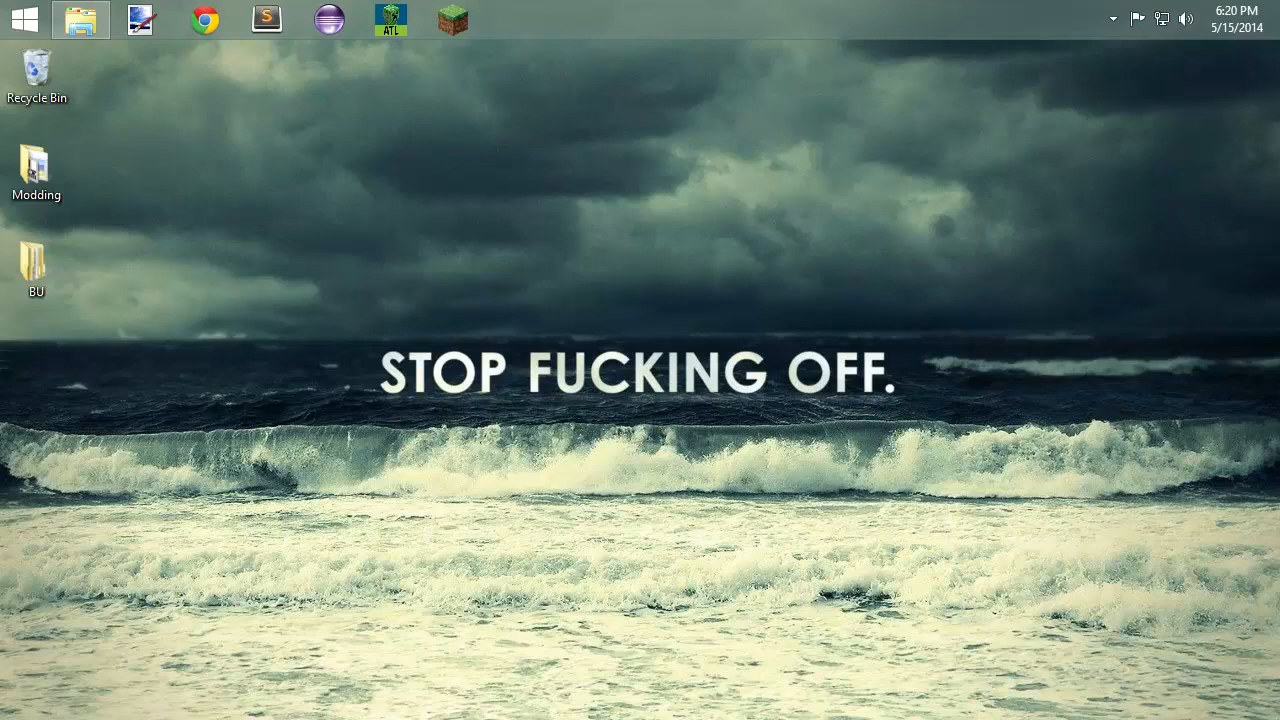 S
ATL
6:20 PM
5/15/2014
Recycle Bin
Modding
BU
STOP FUCKING OFF.